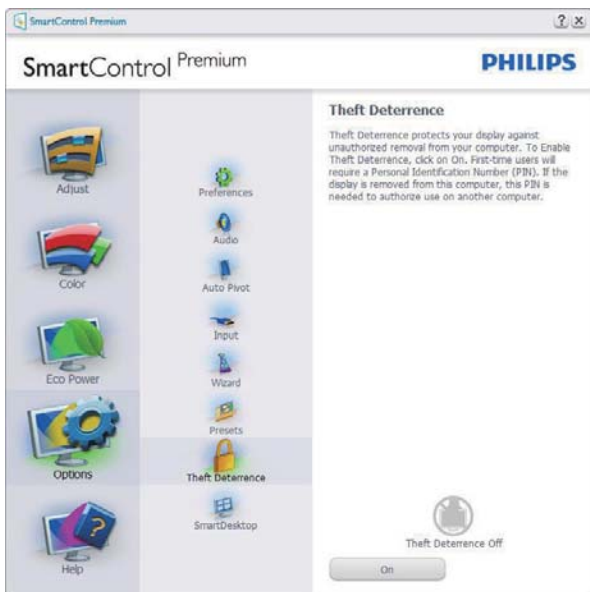 SmartControl Premium
SmartControl Premium
PHILIPS
Adjust
Color
Eco Power
Options
Help
Preferences
Audio
Auto Pivot
Input
Wizard
Presets
Theft Deterrence
SmartDesktop
Theft Deterrence
Theft Deterrence protects your display against
unauthorized removal from your computer. To Enable
Theft Deterrence, click on On. First-time users will
require a Personal Identification Number (PIN). If the
display is removed from this computer, this PIN is
needed to authorize use on another computer.
Theft Deterrence Off
On